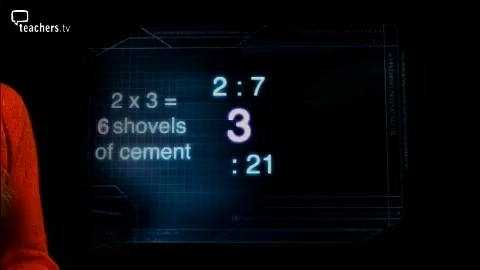 teachers.tv
2 x 3 =
6 shovels
of cement
2 : 7
3
: 21